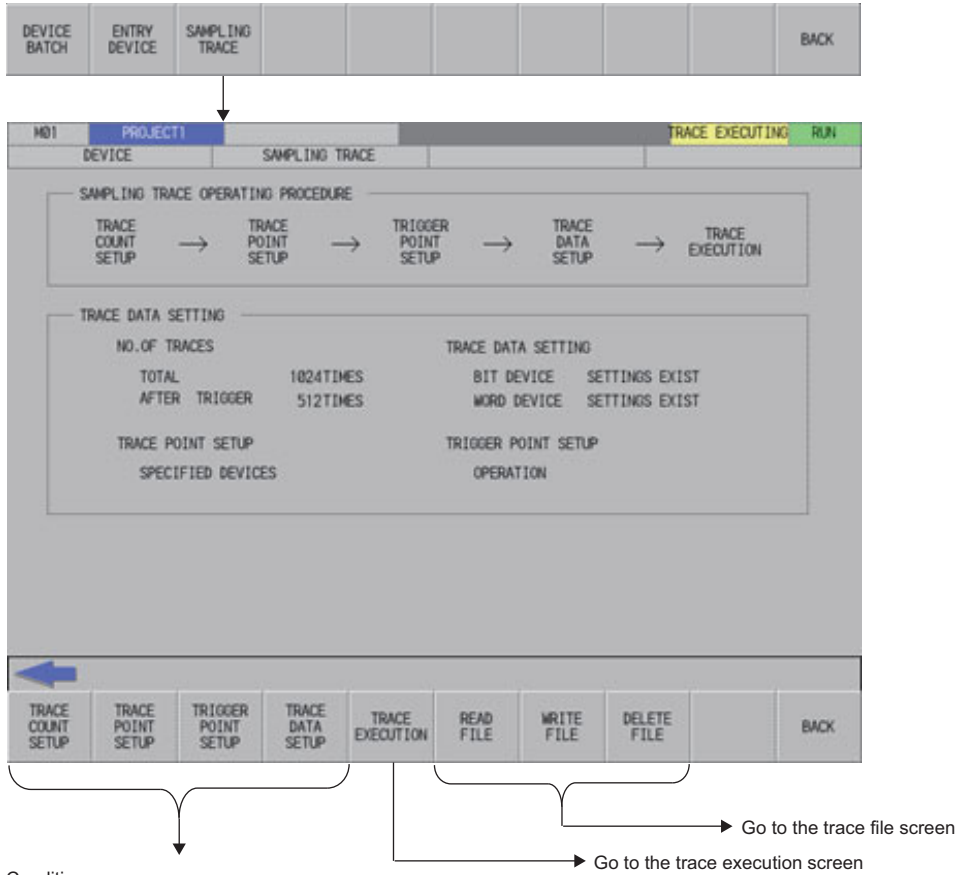 DEVICE BATCH
ENTRY DEVICE
SAMPLING TRACE
BACK
M01 PROJECT1 TRACE EXECUTING RUN
DEVICE SAMPLING TRACE
SAMPLING TRACE OPERATING PROCEDURE
TRACE COUNT SETUP → TRACE POINT SETUP → TRIGGER POINT SETUP → TRACE DATA SETUP → TRACE EXECUTION
TRACE DATA SETTING
NO.OF TRACES
TOTAL 1024TIMES
AFTER TRIGGER 512TIMES
TRACE POINT SETUP
SPECIFIED DEVICES
TRACE DATA SETTING
BIT DEVICE SETTINGS EXIST
WORD DEVICE SETTINGS EXIST
TRIGGER POINT SETUP
OPERATION
TRACE COUNT SETUP
TRACE POINT SETUP
TRIGGER POINT SETUP
TRACE DATA SETUP
TRACE EXECUTION
READ FILE
WRITE FILE
DELETE FILE
BACK
Go to the trace file screen
Go to the trace execution screen